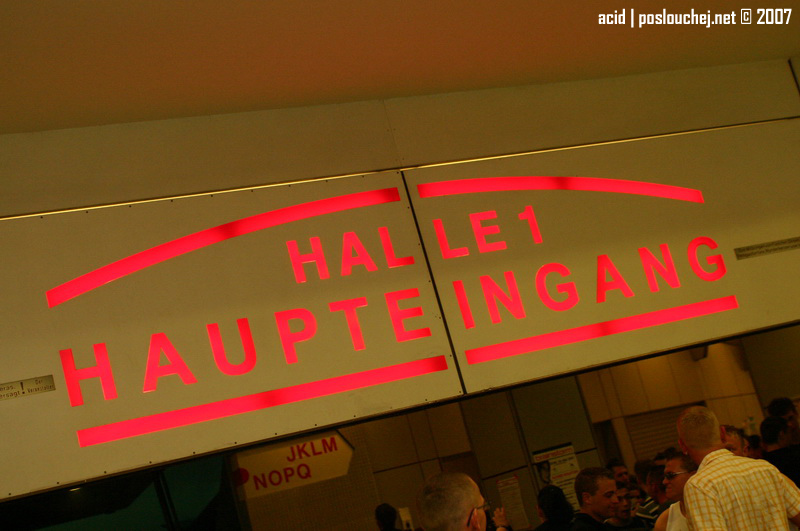 acid | poslouchej.net © 2007
HALLE 1
HAUPTEINGANG
JKLM
NOPQ